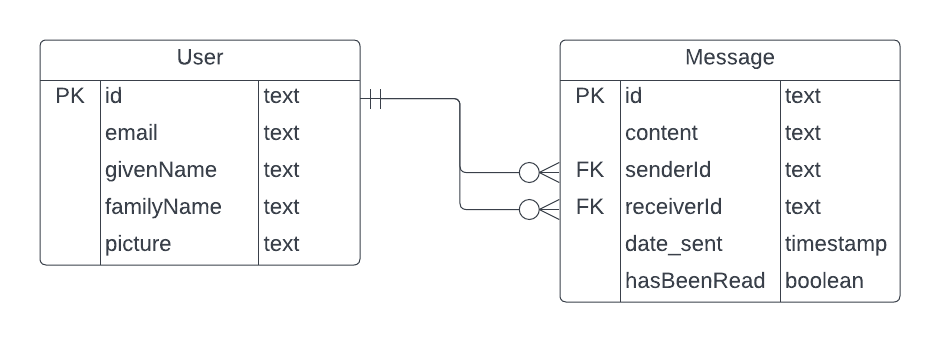 User
PK id text
email text
givenName text
familyName text
picture text
Message
PK id text
content text
FK senderId text
FK receiverId text
date_sent timestamp
hasBeenRead boolean